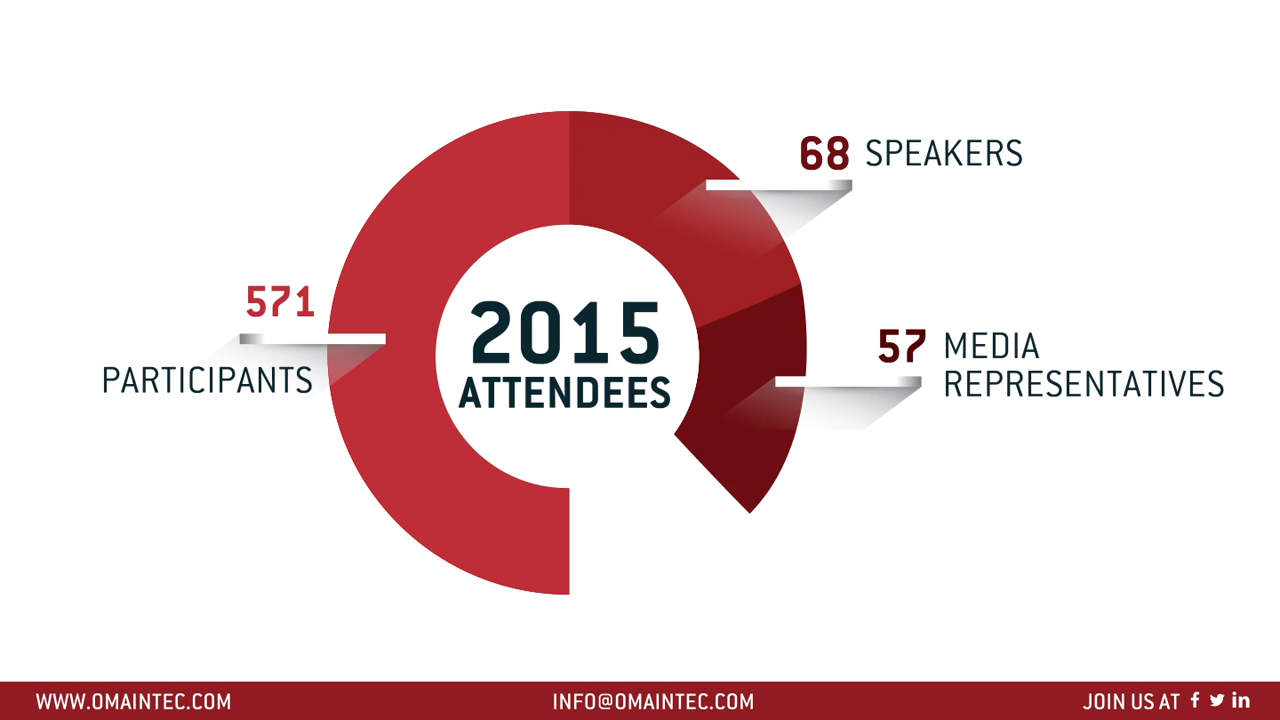 68 SPEAKERS
571
PARTICIPANTS
2015
ATTENDEES
57 MEDIA
REPRESENTATIVES
WWW.OMAINTEC.COM
INFO@OMAINTEC.COM
JOIN US AT